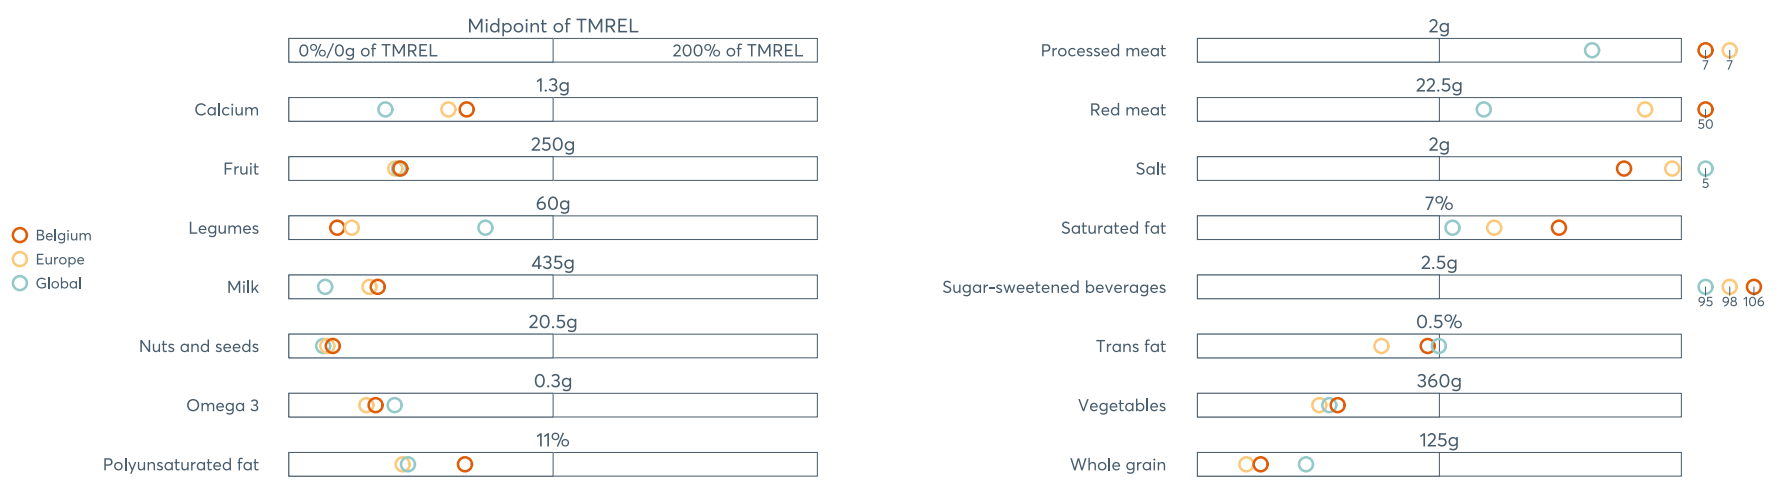 Midpoint of TMREL
0%/0g of TMREL 200% of TMREL
1.3g
Calcium
250g
Fruit
60g
Legumes
435g
Milk
20.5g
Nuts and seeds
0.3g
Omega 3
11%
Polyunsaturated fat
Belgium
Europe
Global
2g
Processed meat
7 7
22.5g
Red meat
50
2g
Salt
5
7%
Saturated fat
2.5g
Sugar-sweetened beverages
95 98 106
0.5%
Trans fat
360g
Vegetables
125g
Whole grain